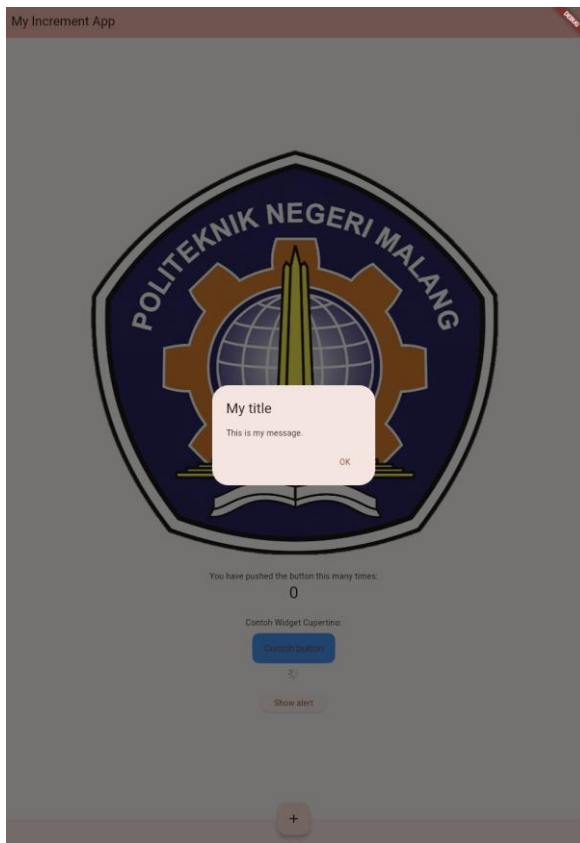 My Increment App
DEBUG
POLITEKNIK NEGERI MALANG
My title
This is my message.
OK
You have pushed the button this many times:
0
Contoh Widget Cupertino:
Contoh button
Show alert
+